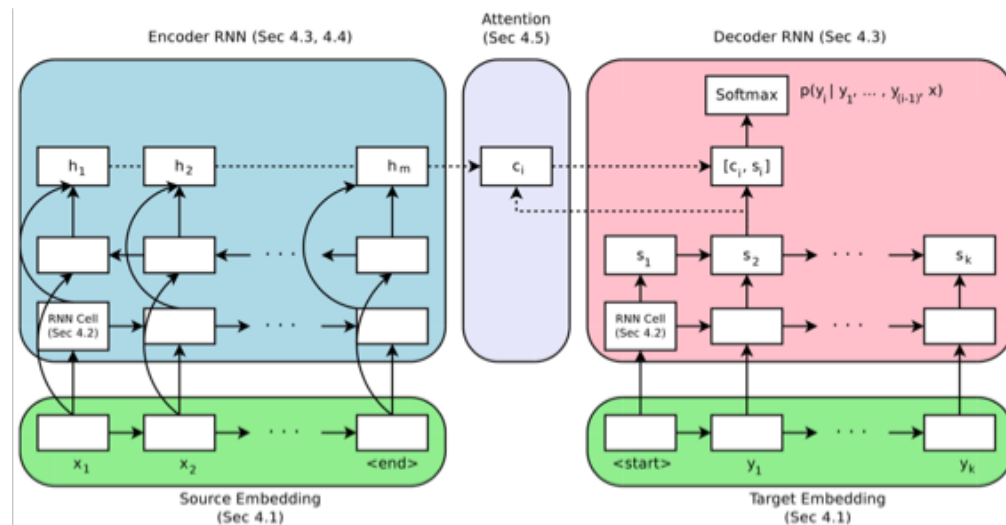 Encoder RNN (Sec 4.3, 4.4)
Attention
(Sec 4.5)
Decoder RNN (Sec 4.3)
Softmax
p(y_i | y_1, ... , y_(i-1), x)
h_1
h_2
h_m
c_i
[c_i, s_i]
. . .
s_1
s_2
. . .
s_k
RNN Cell
(Sec 4.2)
. . .
RNN Cell
(Sec 4.2)
. . .
. . .
. . .
x_1
x_2
<end>
<start>
y_1
y_k
Source Embedding
(Sec 4.1)
Target Embedding
(Sec 4.1)